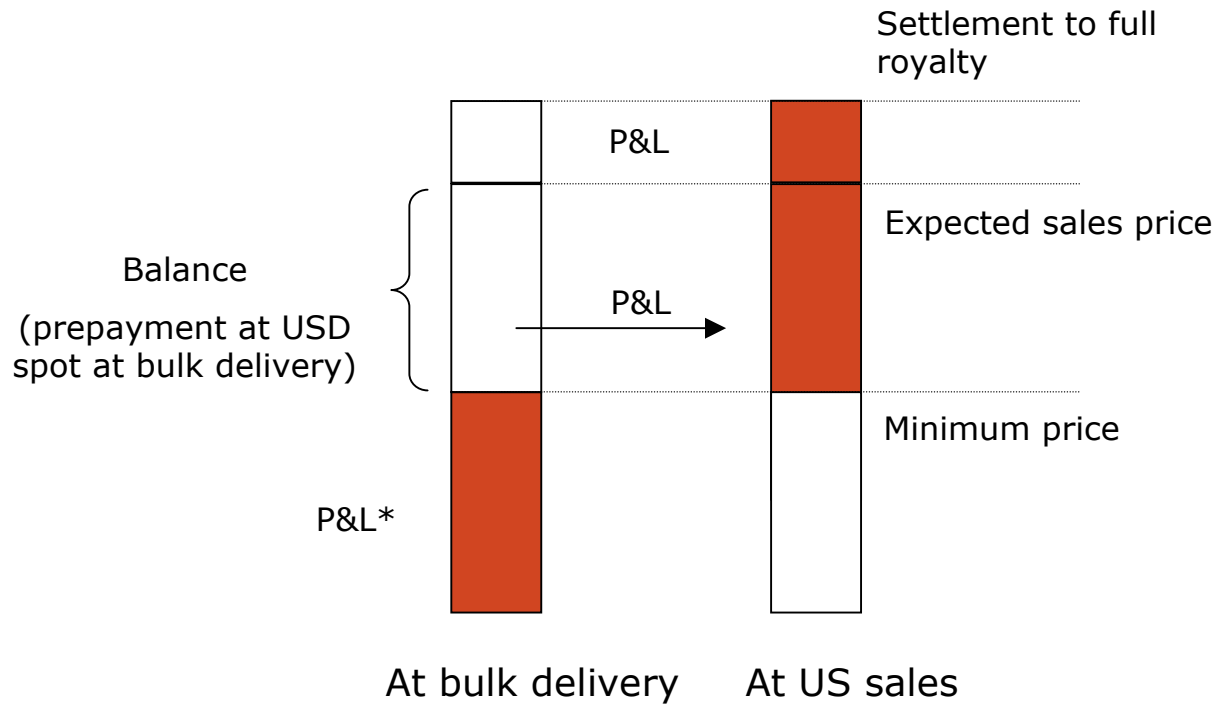 Settlement to full
royalty
P&L
Expected sales price
Balance
(prepayment at USD
spot at bulk delivery)
P&L
Minimum price
P&L*
At bulk delivery
At US sales